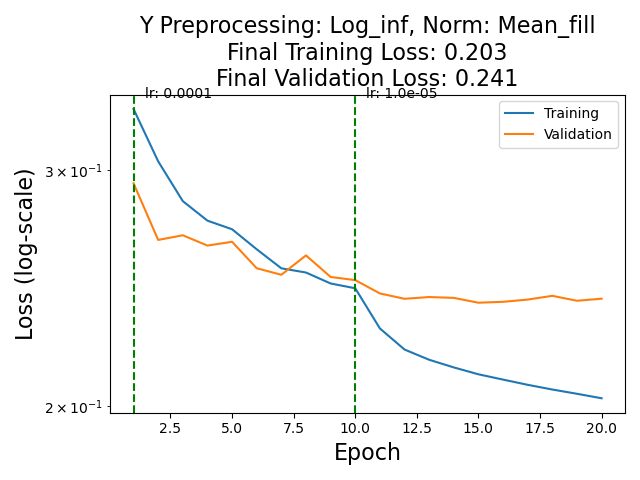 Y Preprocessing: Log_inf, Norm: Mean_fill
Final Training Loss: 0.203
Final Validation Loss: 0.241
lr: 0.0001
lr: 1.0e-05
Training
Validation
3 × 10⁻¹
2 × 10⁻¹
Loss (log-scale)
2.5 5.0 7.5 10.0 12.5 15.0 17.5 20.0
Epoch